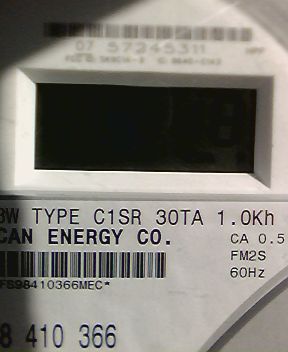 07 57245311
3W TYPE C1SR 30TA 1.0Kh
CAN ENERGY CO.
CA 0.5
FM2S
60Hz
FS98410366MEC*
8 410 366